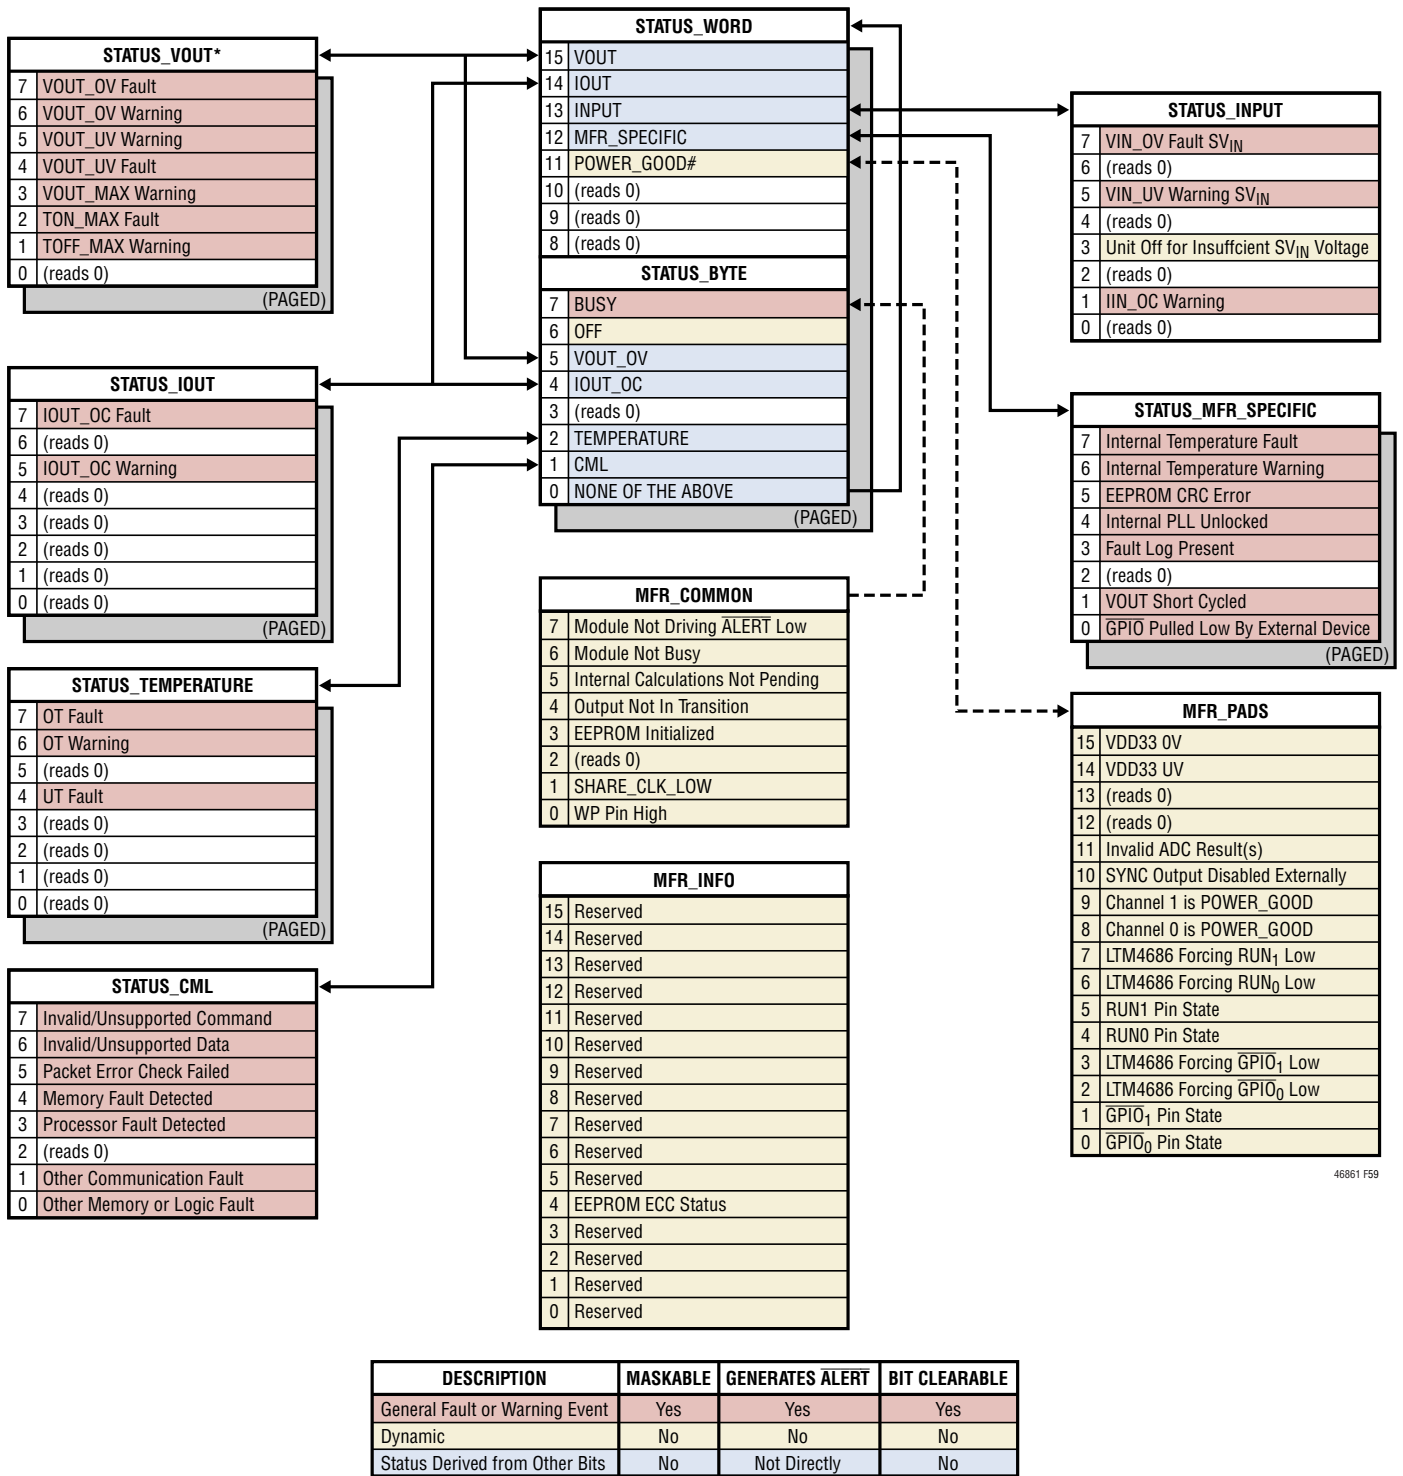 STATUS_VOUT*
7 VOUT_OV Fault
6 VOUT_OV Warning
5 VOUT_UV Warning
4 VOUT_UV Fault
3 VOUT_MAX Warning
2 TON_MAX Fault
1 TOFF_MAX Warning
0 (reads 0)
(PAGED)
STATUS_IOUT
7 IOUT_OC Fault
6 (reads 0)
5 IOUT_OC Warning
4 (reads 0)
3 (reads 0)
2 (reads 0)
1 (reads 0)
0 (reads 0)
(PAGED)
STATUS_TEMPERATURE
7 OT Fault
6 OT Warning
5 (reads 0)
4 UT Fault
3 (reads 0)
2 (reads 0)
1 (reads 0)
0 (reads 0)
(PAGED)
STATUS_CML
7 Invalid/Unsupported Command
6 Invalid/Unsupported Data
5 Packet Error Check Failed
4 Memory Fault Detected
3 Processor Fault Detected
2 (reads 0)
1 Other Communication Fault
0 Other Memory or Logic Fault
STATUS_WORD
15 VOUT
14 IOUT
13 INPUT
12 MFR_SPECIFIC
11 POWER_GOOD#
10 (reads 0)
9 (reads 0)
8 (reads 0)
STATUS_BYTE
7 BUSY
6 OFF
5 VOUT_OV
4 IOUT_OC
3 (reads 0)
2 TEMPERATURE
1 CML
0 NONE OF THE ABOVE
(PAGED)
MFR_COMMON
7 Module Not Driving ALERT Low
6 Module Not Busy
5 Internal Calculations Not Pending
4 Output Not In Transition
3 EEPROM Initialized
2 (reads 0)
1 SHARE_CLK_LOW
0 WP Pin High
MFR_INFO
15 Reserved
14 Reserved
13 Reserved
12 Reserved
11 Reserved
10 Reserved
9 Reserved
8 Reserved
7 Reserved
6 Reserved
5 Reserved
4 EEPROM ECC Status
3 Reserved
2 Reserved
1 Reserved
0 Reserved
STATUS_INPUT
7 VIN_OV Fault SVIN
6 (reads 0)
5 VIN_UV Warning SVIN
4 (reads 0)
3 Unit Off for Insuffcient SVIN Voltage
2 (reads 0)
1 IIN_OC Warning
0 (reads 0)
STATUS_MFR_SPECIFIC
7 Internal Temperature Fault
6 Internal Temperature Warning
5 EEPROM CRC Error
4 Internal PLL Unlocked
3 Fault Log Present
2 (reads 0)
1 VOUT Short Cycled
0 GPIO Pulled Low By External Device
(PAGED)
MFR_PADS
15 VDD33 OV
14 VDD33 UV
13 (reads 0)
12 (reads 0)
11 Invalid ADC Result(s)
10 SYNC Output Disabled Externally
9 Channel 1 is POWER_GOOD
8 Channel 0 is POWER_GOOD
7 LTM4686 Forcing RUN1 Low
6 LTM4686 Forcing RUN0 Low
5 RUN1 Pin State
4 RUN0 Pin State
3 LTM4686 Forcing GPIO1 Low
2 LTM4686 Forcing GPIO0 Low
1 GPIO1 Pin State
0 GPIO0 Pin State
46861 F59
DESCRIPTION MASKABLE GENERATES ALERT BIT CLEARABLE
General Fault or Warning Event Yes Yes Yes
Dynamic No No No
Status Derived from Other Bits No Not Directly No